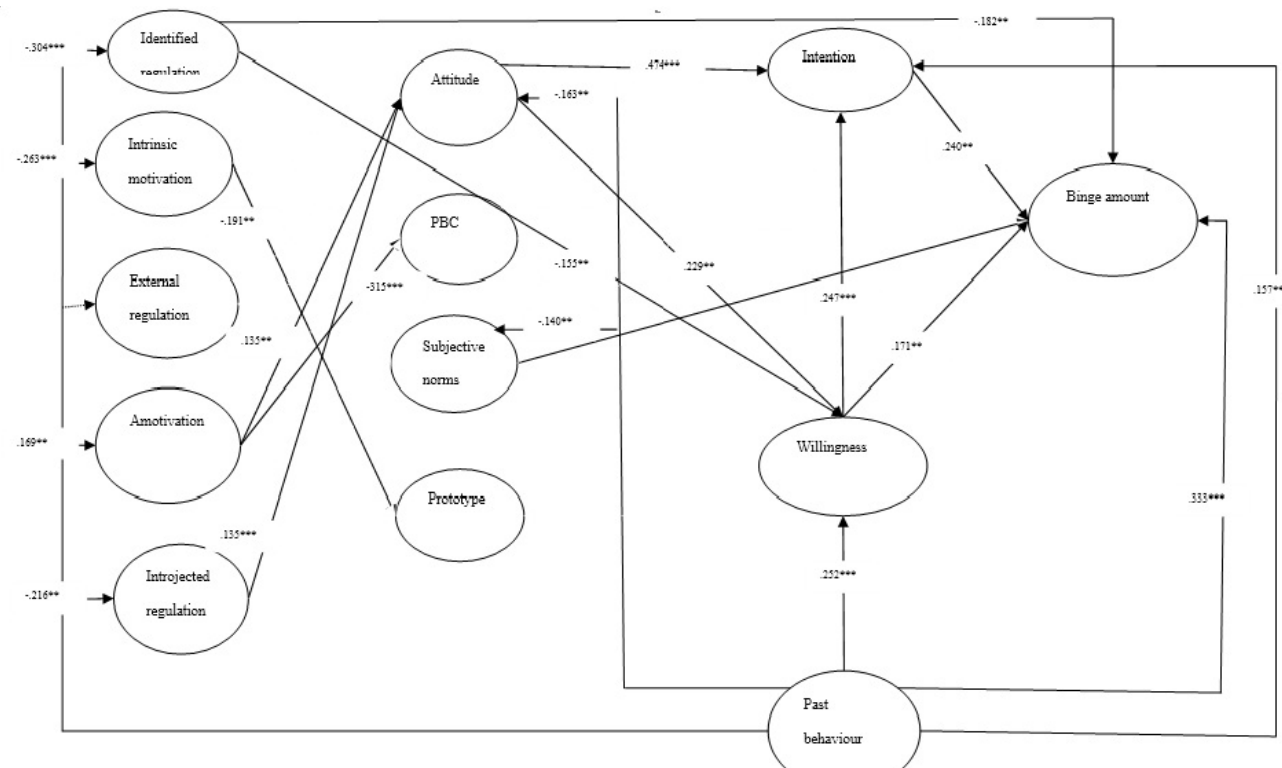 -.182**
-.304***
Identified
regulation
Intention
Attitude
.474***
-.163**
Intrinsic
motivation
-.263***
.240**
Binge amount
-.191**
PBC
-.155**
.229**
External
regulation
-315***
.247***
.157**
.135**
-.140**
Subjective
norms
.171**
Amotivation
.169**
Willingness
Prototype
.333***
.135***
Introjected
regulation
-.216**
.252***
Past
behaviour